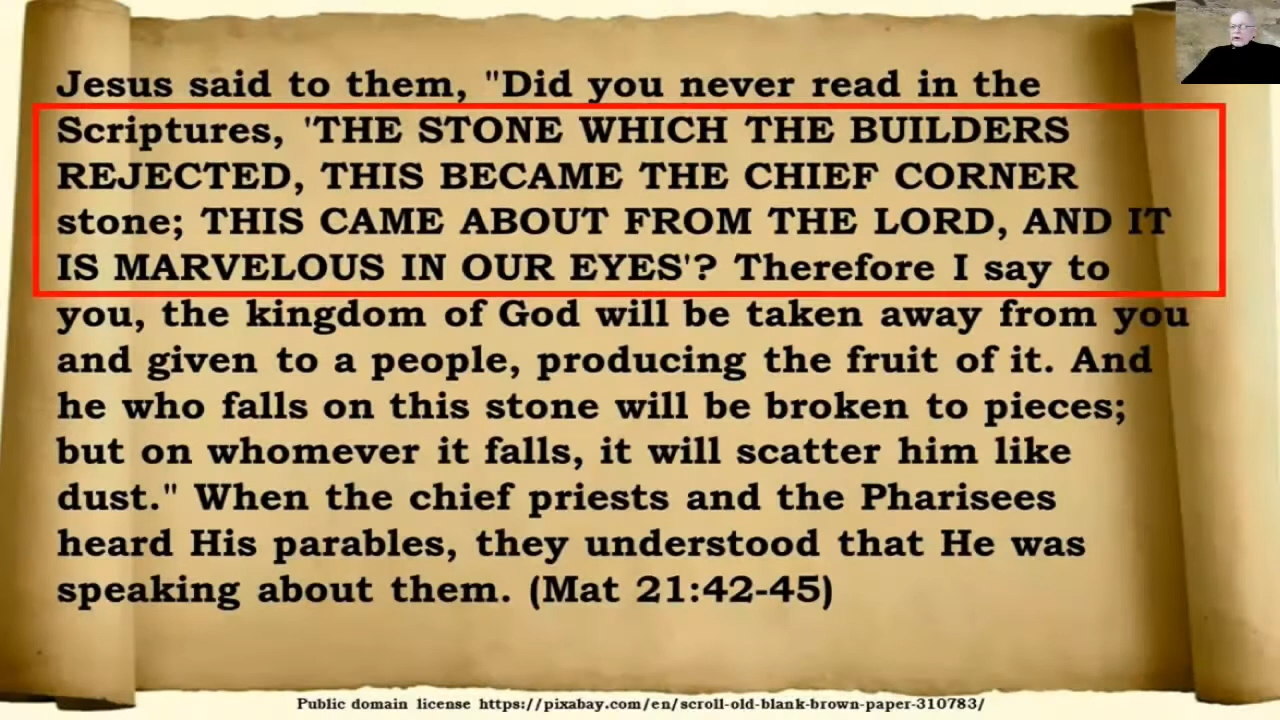 Jesus said to them, "Did you never read in the
Scriptures, 'THE STONE WHICH THE BUILDERS
REJECTED, THIS BECAME THE CHIEF CORNER
stone; THIS CAME ABOUT FROM THE LORD, AND IT
IS MARVELOUS IN OUR EYES'? Therefore I say to
you, the kingdom of God will be taken away from you
and given to a people, producing the fruit of it. And
he who falls on this stone will be broken to pieces;
but on whomever it falls, it will scatter him like
dust." When the chief priests and the Pharisees
heard His parables, they understood that He was
speaking about them. (Mat 21:42-45)
Public domain license https://pixabay.com/en/scroll-old-blank-brown-paper-310783/